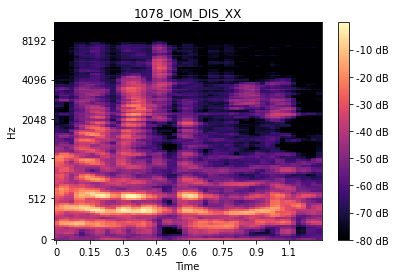 1078_IOM_DIS_XX
8192
4096
2048
1024
512
0
Hz
0
0.15
0.3
0.45
0.6
0.75
0.9
1.1
Time
-10 dB
-20 dB
-30 dB
-40 dB
-50 dB
-60 dB
-70 dB
-80 dB